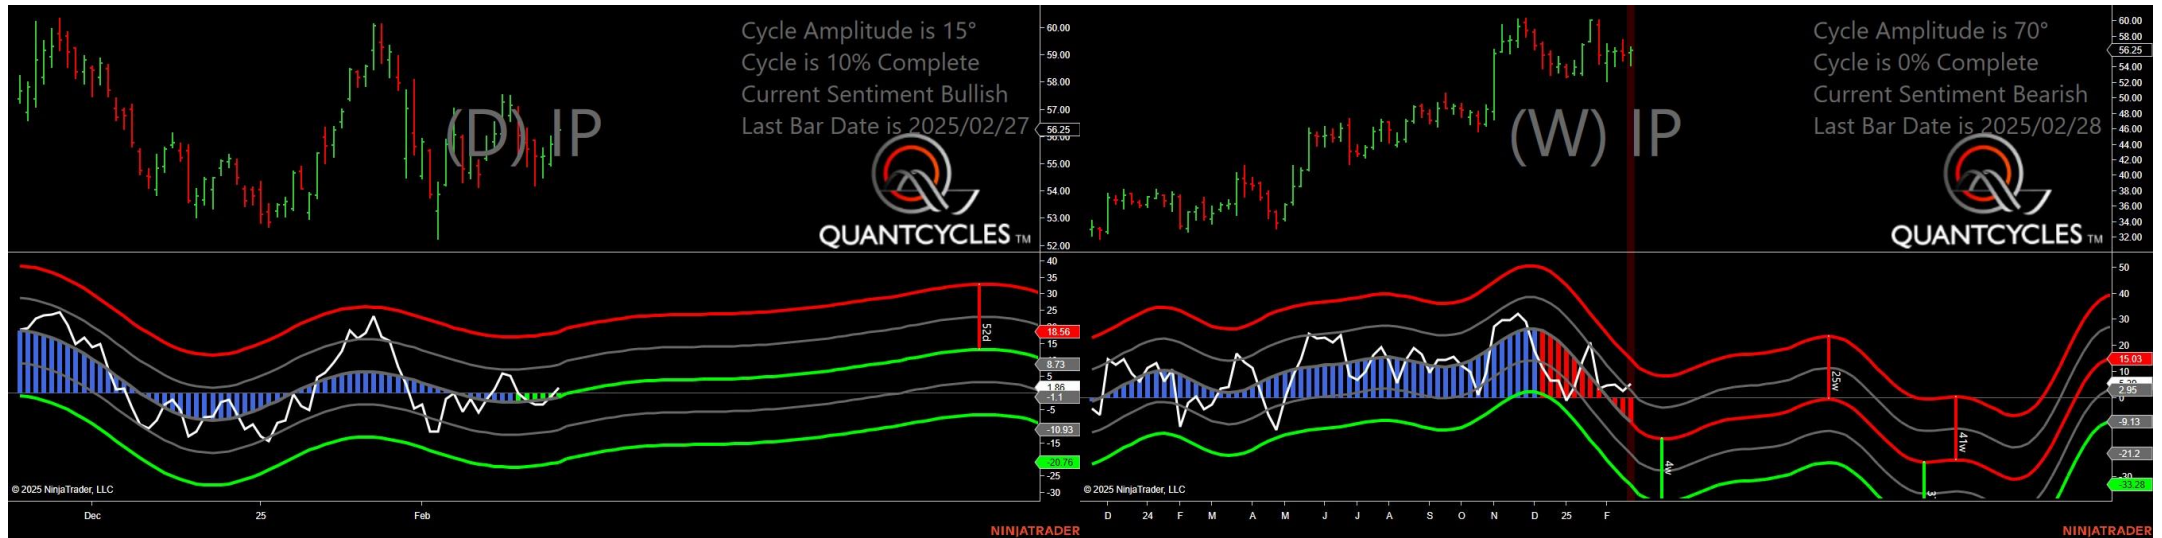 Cycle Amplitude is 15°
Cycle is 10% Complete
Current Sentiment Bullish
Last Bar Date is 2025/02/27
(D) IP
QUANTCYCLES TM
60.00
59.00
58.00
57.00
56.25
56.00
55.00
54.00
53.00
52.00
40
35
30
25
18.56
15
8.73
5
1.86
-1.1
-5
-10.93
-15
-20.76
-25
-30
52d
© 2025 NinjaTrader, LLC
Dec
25
Feb
NINJATRADER
Cycle Amplitude is 70°
Cycle is 0% Complete
Current Sentiment Bearish
Last Bar Date is 2025/02/28
(W) IP
QUANTCYCLES TM
60.00
58.00
56.25
54.00
52.00
50.00
48.00
46.00
44.00
42.00
40.00
38.00
36.00
34.00
32.00
50
40
30
20
15.03
10
2.95
0
-9.13
-21.2
-30
-33.28
25w
41w
4w
© 2025 NinjaTrader, LLC
D 24 F M A M J J A S O N D 25 F
NINJATRADER